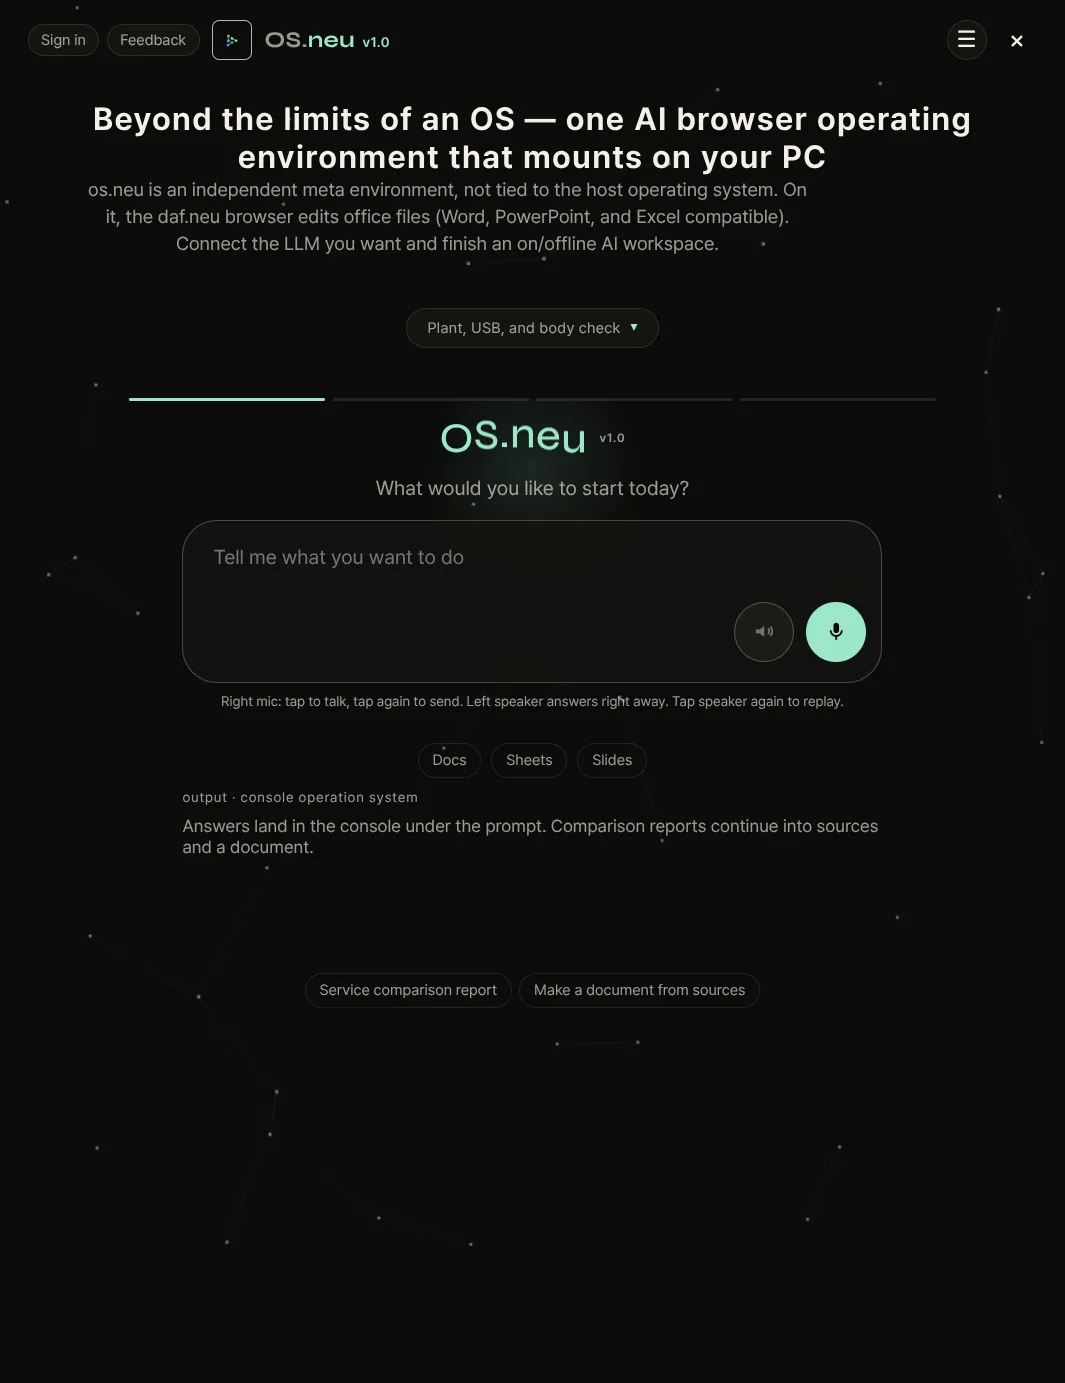 Sign in
Feedback
OS.neu v1.0
Beyond the limits of an OS — one AI browser operating
environment that mounts on your PC
os.neu is an independent meta environment, not tied to the host operating system. On
it, the daf.neu browser edits office files (Word, PowerPoint, and Excel compatible).
Connect the LLM you want and finish an on/offline AI workspace.
Plant, USB, and body check
OS.neu v1.0
What would you like to start today?
Tell me what you want to do
Right mic: tap to talk, tap again to send. Left speaker answers right away. Tap speaker again to replay.
Docs
Sheets
Slides
output · console operation system
Answers land in the console under the prompt. Comparison reports continue into sources
and a document.
Service comparison report
Make a document from sources